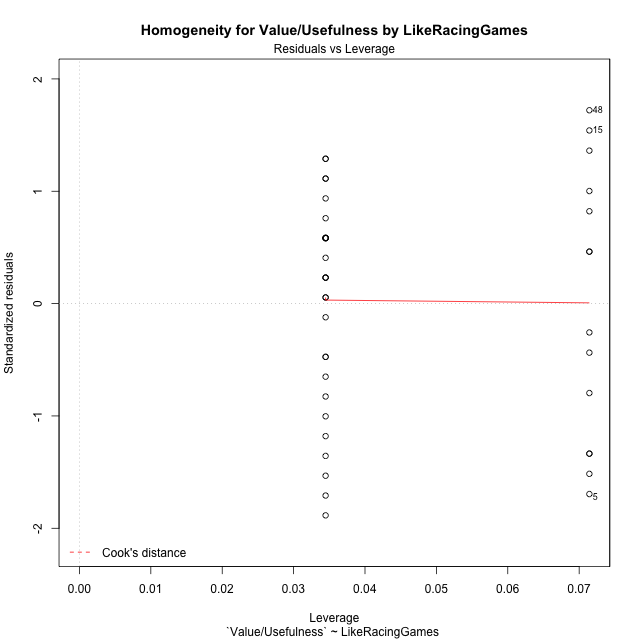 Homogeneity for Value/Usefulness by LikeRacingGames
Residuals vs Leverage
2
1
0
-1
-2
Standardized residuals
48
15
5
Cook's distance
0.00 0.01 0.02 0.03 0.04 0.05 0.06 0.07
Leverage
`Value/Usefulness` ~ LikeRacingGames